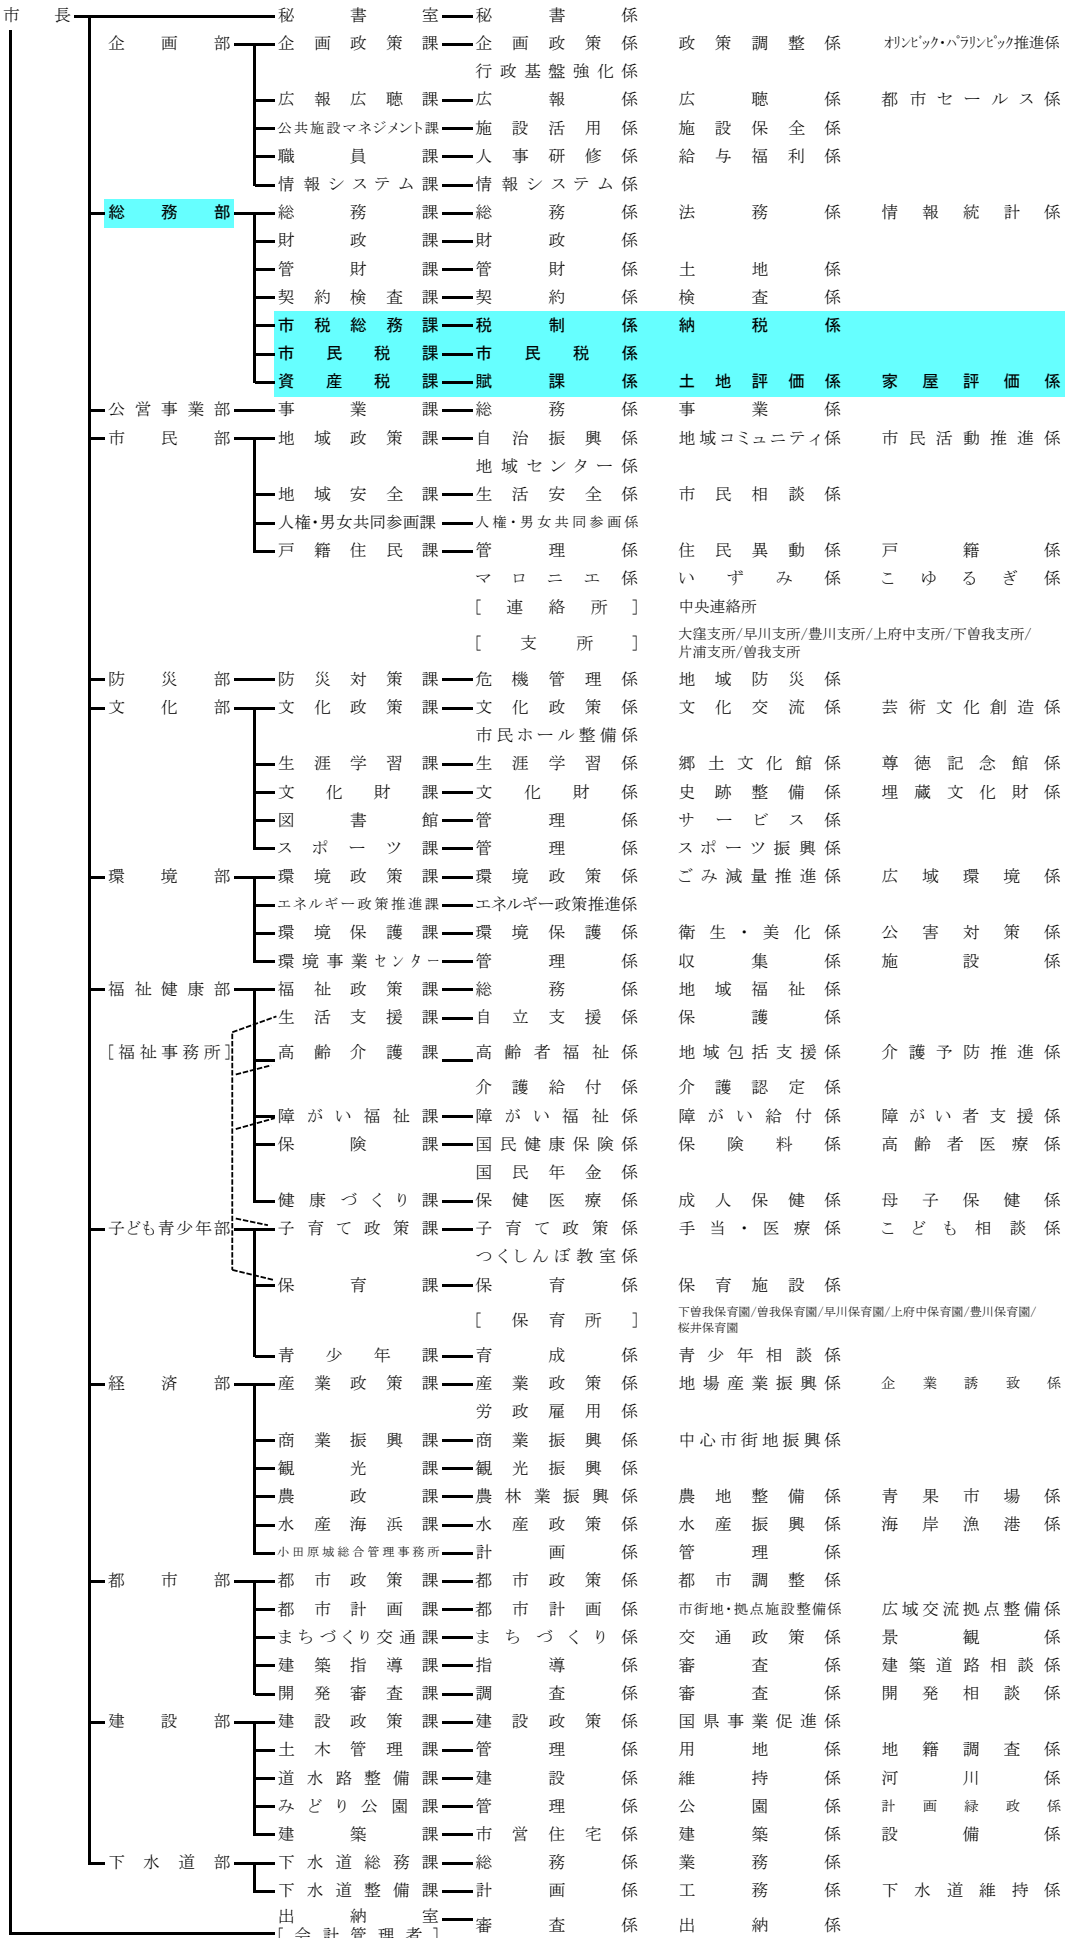 市長 秘書室 秘書係
企画部 企画政策課 企画政策係 政策調整係 オリンピック・パラリンピック推進係
行政基盤強化係
広報広聴課 広報係 広聴係 都市セールス係
公共施設マネジメント課 施設活用係 施設保全係
職員課 人事研修係 給与福利係
情報システム課 情報システム係
総務部 総務課 総務係 法務係 情報統計係
財政課 財政係
管財課 管財係 土地係
契約検査課 契約係 検査係
市税総務課 税制係 納税係
市民税課 市民税係
資産税課 賦課係 土地評価係 家屋評価係
公営事業部 事業課 総務係 事業係
市民部 地域政策課 自治振興係 地域コミュニティ係 市民活動推進係
地域センター係
地域安全課 生活安全係 市民相談係
人権・男女共同参画課 人権・男女共同参画係
戸籍住民課 管理係 住民異動係 戸籍係
マロニエ係 いずみ係 こゆるぎ係
[連絡所] 中央連絡所
[支所] 大窪支所/早川支所/豊川支所/上府中支所/下曽我支所/
片浦支所/曽我支所
防災部 防災対策課 危機管理係 地域防災係
文化部 文化政策課 文化政策係 文化交流係 芸術文化創造係
市民ホール整備係
生涯学習課 生涯学習係 郷土文化館係 尊徳記念館係
文化財課 文化財係 史跡整備係 埋蔵文化財係
図書館 管理係 サービス係
スポーツ課 管理係 スポーツ振興係
環境部 環境政策課 環境政策係 ごみ減量推進係 広域環境係
エネルギー政策推進課 エネルギー政策推進係
環境保護課 環境保護係 衛生・美化係 公害対策係
環境事業センター 管理係 収集係 施設係
福祉健康部 福祉政策課 総務係 地域福祉係
生活支援課 自立支援係 保護係
[福祉事務所] 高齢介護課 高齢者福祉係 地域包括支援係 介護予防推進係
介護給付係 介護認定係
障がい福祉課 障がい福祉係 障がい給付係 障がい者支援係
保険課 国民健康保険係 保険料係 高齢者医療係
国民年金係
健康づくり課 保健医療係 成人保健係 母子保健係
子ども青少年部 子育て政策課 子育て政策係 手当・医療係 こども相談係
つくしんぼ教室係
保育課 保育係 保育施設係
[保育所] 下曽我保育園/曽我保育園/早川保育園/上府中保育園/豊川保育園/
桜井保育園
青少年課 育成係 青少年相談係
経済部 産業政策課 産業政策係 地場産業振興係 企業誘致係
労政雇用係
商業振興課 商業振興係 中心市街地振興係
観光課 観光振興係
農政課 農林業振興係 農地整備係 青果市場係
水産海浜課 水産政策係 水産振興係 海岸漁港係
小田原城総合管理事務所 計画係 管理係
都市部 都市政策課 都市政策係 都市調整係
都市計画課 都市計画係 市街地・拠点施設整備係 広域交流拠点整備係
まちづくり交通課 まちづくり係 交通政策係 景観係
建築指導課 指導係 審査係 建築道路相談係
開発審査課 調査係 審査係 開発相談係
建設部 建設政策課 建設政策係 国県事業促進係
土木管理課 管理係 用地係 地籍調査係
道水路整備課 建設係 維持係 河川係
みどり公園課 管理係 公園係 計画緑政係
建築課 市営住宅係 建築係 設備係
下水道部 下水道総務課 総務係 業務係
下水道整備課 計画係 工務係 下水道維持係
出納室 審査係 出納係
[会計管理者]